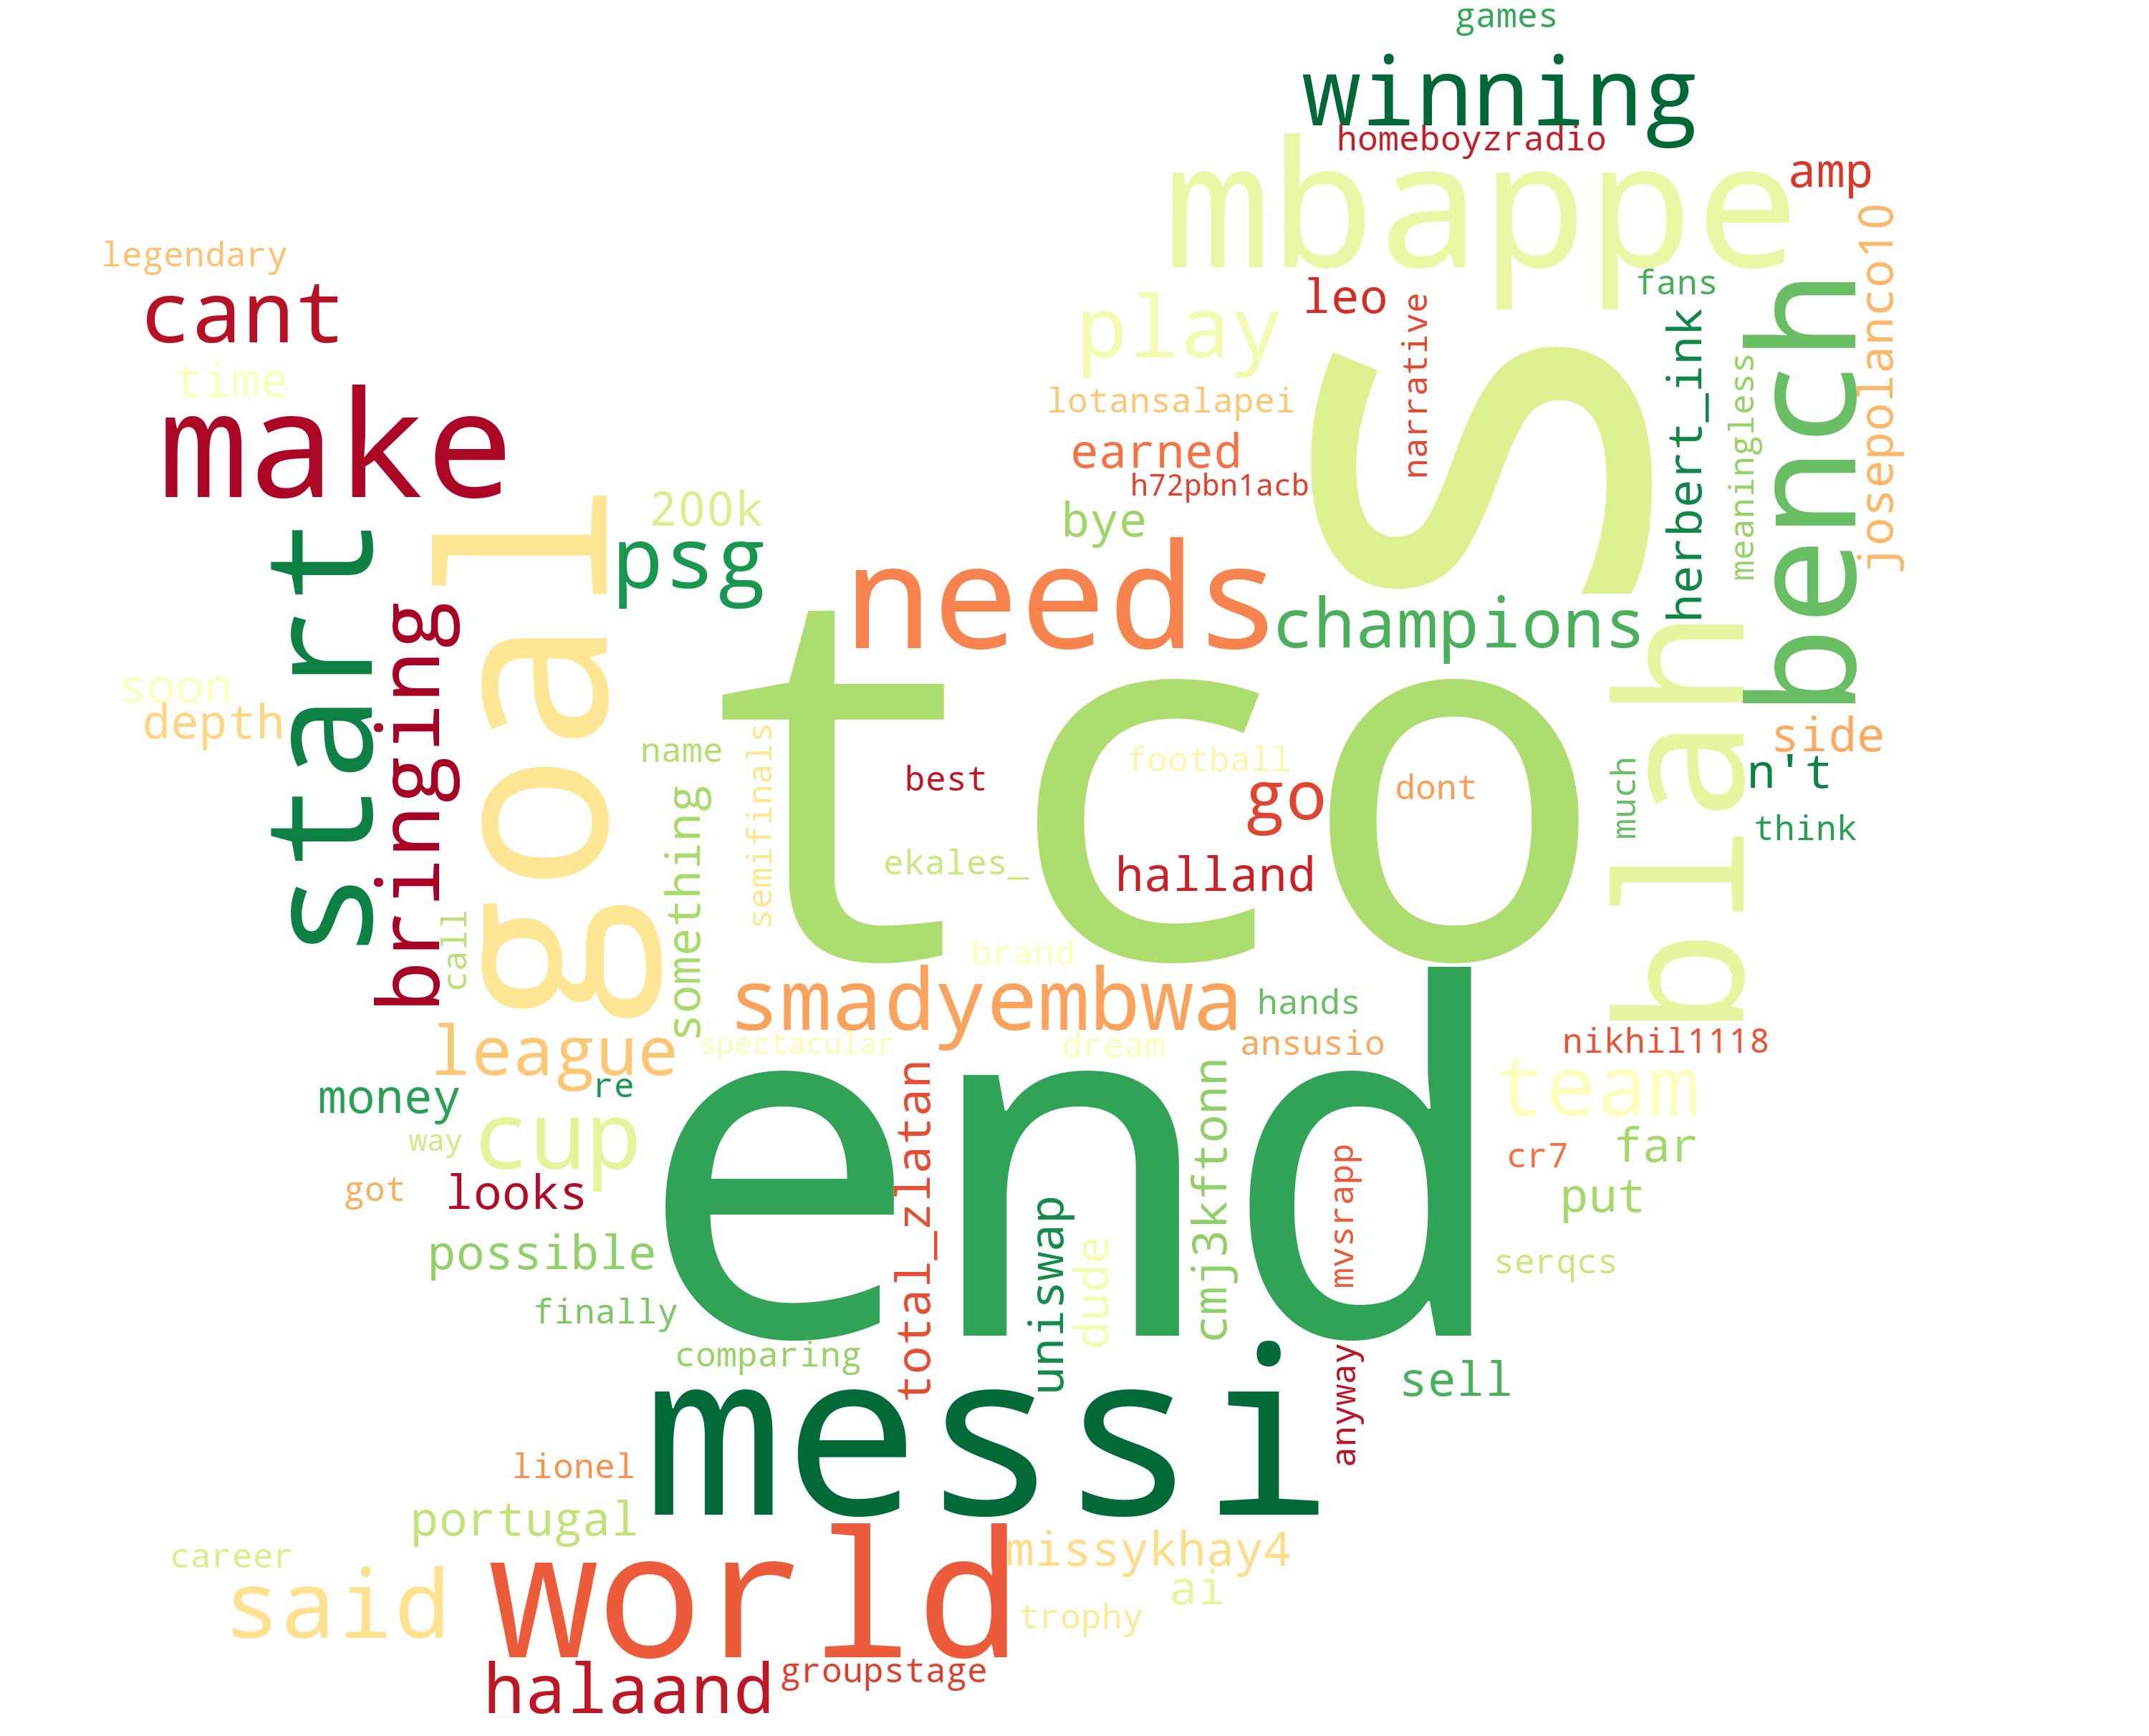 games
winning
homeboyzradio
mbappe
amp
josepolanco10
legendary
cant
leo
fans
play
narrative
herbert_ink
bench
time
make
lotansalapei
s
meaningless
earned
h72pbn1acb
200k
bye
psg
goal
start
needs
champions
bringing
blah
soon
depth
side
name
semifinals
tco
best
football
go
dont
much
n't
think
something
ekales_
halland
call
brand
smadyembwa
hands
league
spectacular
dream
ansusio
nikhil1118
end
money
re
total_zlatan
cmj3kftonn
team
cup
way
cr7
far
got
looks
uniswap
dude
mvsrapp
put
possible
serqcs
finally
comparing
messi
anyway
sell
lionel
portugal
world
missykhay4
career
said
ai
trophy
halaand
groupstage